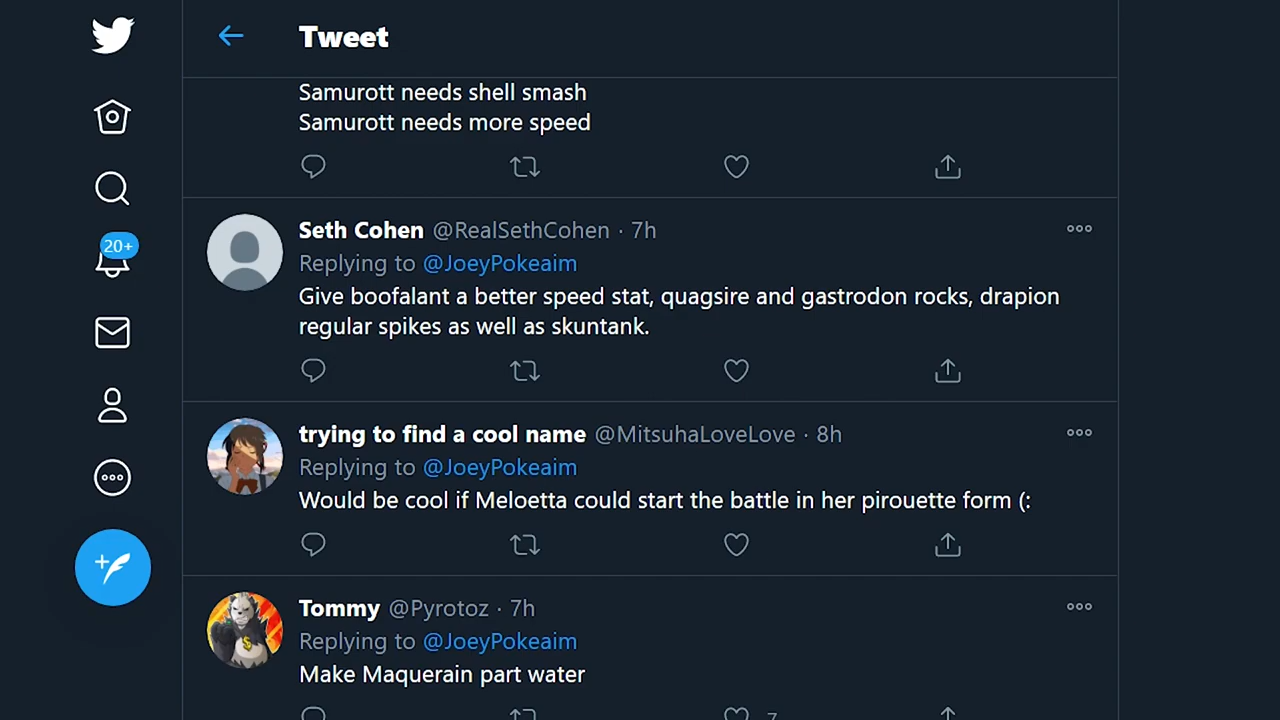 Tweet
Samurott needs shell smash
Samurott needs more speed
20+
Seth Cohen @RealSethCohen · 7h
Replying to @JoeyPokeaim
Give boofalant a better speed stat, quagsire and gastrodon rocks, drapion
regular spikes as well as skuntank.
trying to find a cool name @MitsuhaLoveLove · 8h
Replying to @JoeyPokeaim
Would be cool if Meloetta could start the battle in her pirouette form (:
Tommy @Pyrotoz · 7h
Replying to @JoeyPokeaim
Make Maquerain part water
7